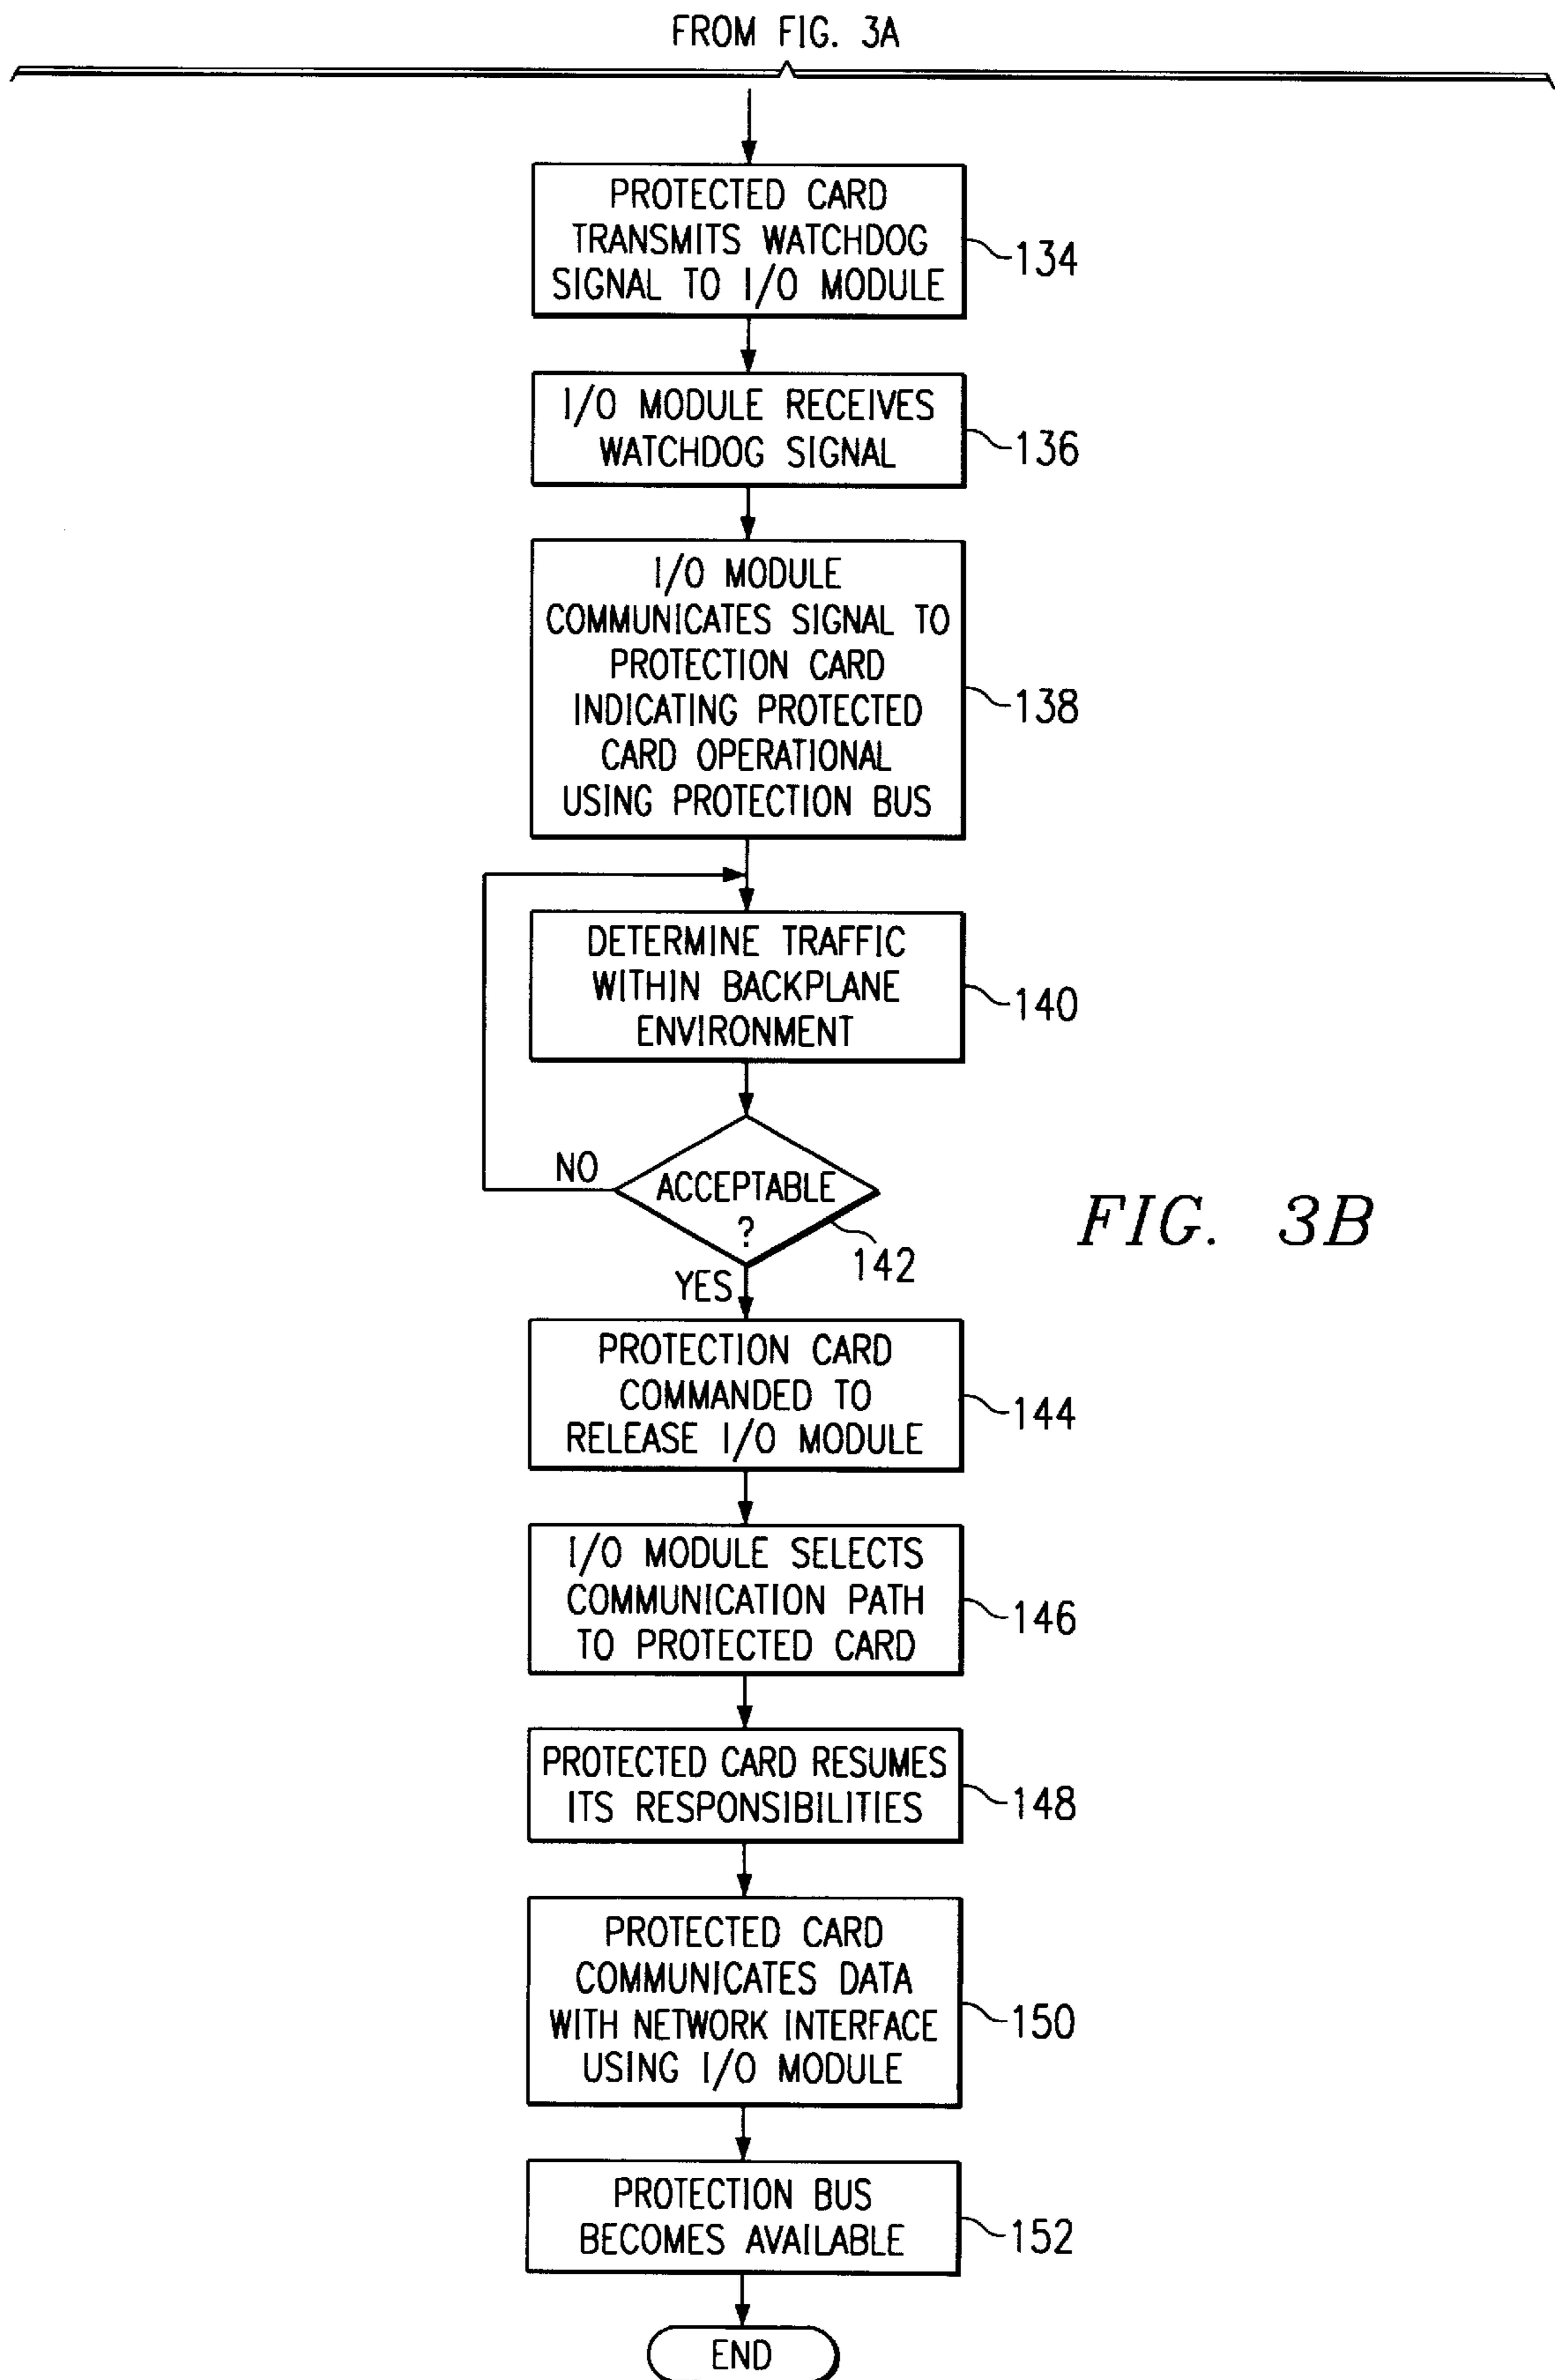 FROM FIG. 3A
PROTECTED CARD
TRANSMITS WATCHDOG
SIGNAL TO I/O MODULE
134
I/O MODULE RECEIVES
WATCHDOG SIGNAL
136
I/O MODULE
COMMUNICATES SIGNAL TO
PROTECTION CARD
INDICATING PROTECTED
CARD OPERATIONAL
USING PROTECTION BUS
138
DETERMINE TRAFFIC
WITHIN BACKPLANE
ENVIRONMENT
140
NO
ACCEPTABLE
?
142
YES
FIG. 3B
PROTECTION CARD
COMMANDED TO
RELEASE I/O MODULE
144
I/O MODULE SELECTS
COMMUNICATION PATH
TO PROTECTED CARD
146
PROTECTED CARD RESUMES
ITS RESPONSIBILITIES
148
PROTECTED CARD
COMMUNICATES DATA
WITH NETWORK INTERFACE
USING I/O MODULE
150
PROTECTION BUS
BECOMES AVAILABLE
152
END